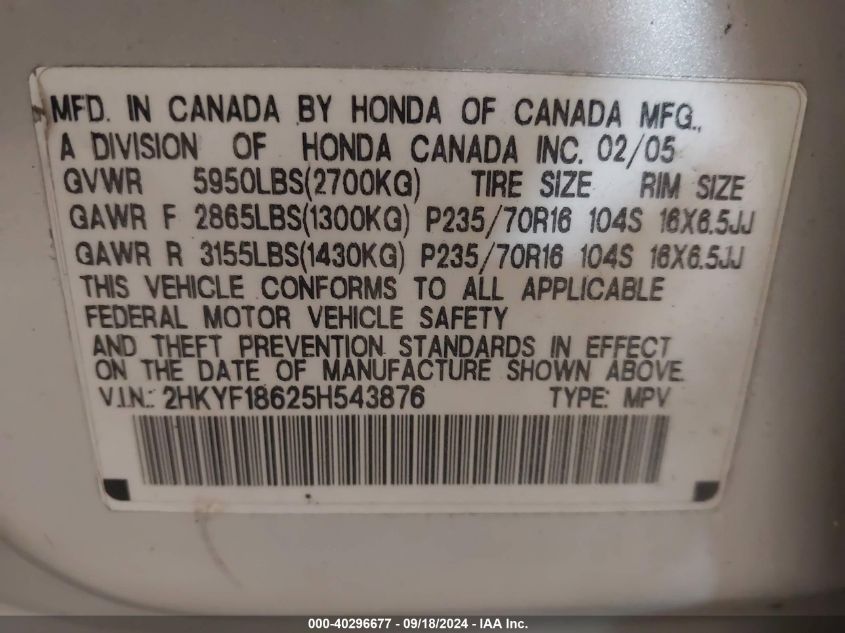 MFD. IN CANADA BY HONDA OF CANADA MFG.,
A DIVISION OF HONDA CANADA INC. 02/05
GVWR 5950LBS(2700KG) TIRE SIZE RIM SIZE
GAWR F 2865LBS(1300KG) P235/70R16 104S 16X6.5JJ
GAWR R 3155LBS(1430KG) P235/70R16 104S 16X6.5JJ
THIS VEHICLE CONFORMS TO ALL APPLICABLE
FEDERAL MOTOR VEHICLE SAFETY
AND THEFT PREVENTION STANDARDS IN EFFECT
ON THE DATE OF MANUFACTURE SHOWN ABOVE.
V.I.N.: 2HKYF18625H543876 TYPE: MPV
000-40296677 - 09/18/2024 - IAA Inc.